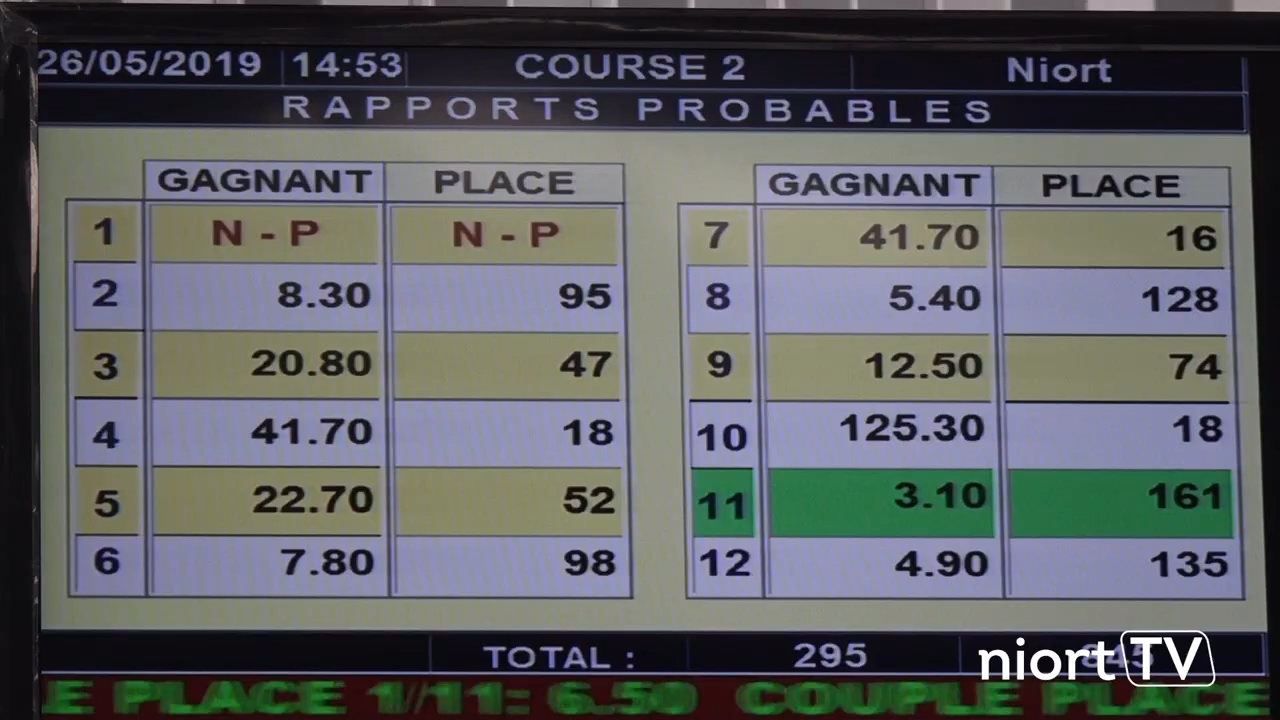 26/05/2019 14:53 COURSE 2 Niort
RAPPORTS PROBABLES
GAGNANT PLACE GAGNANT PLACE
1 N - P N - P 7 41.70 16
2 8.30 95 8 5.40 128
3 20.80 47 9 12.50 74
4 41.70 18 10 125.30 18
5 22.70 52 11 3.10 161
6 7.80 98 12 4.90 135
TOTAL : 295
niort TV
E PLACE 1//11: 6.50 COUPLE PLACE